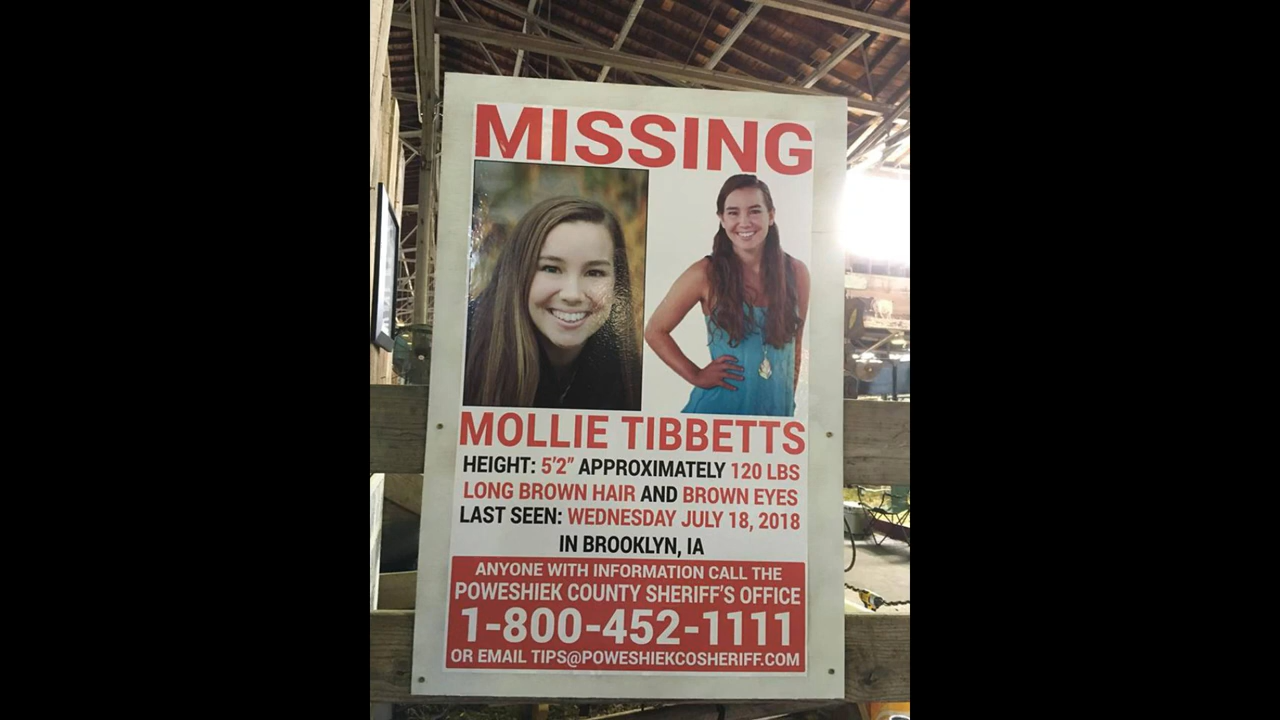 MISSING
MOLLIE TIBBETTS
HEIGHT: 5'2" APPROXIMATELY 120 LBS
LONG BROWN HAIR AND BROWN EYES
LAST SEEN: WEDNESDAY JULY 18, 2018
IN BROOKLYN, IA
ANYONE WITH INFORMATION CALL THE
POWESHIEK COUNTY SHERIFF'S OFFICE
1-800-452-1111
OR EMAIL TIPS@POWESHIEKCOSHERIFF.COM